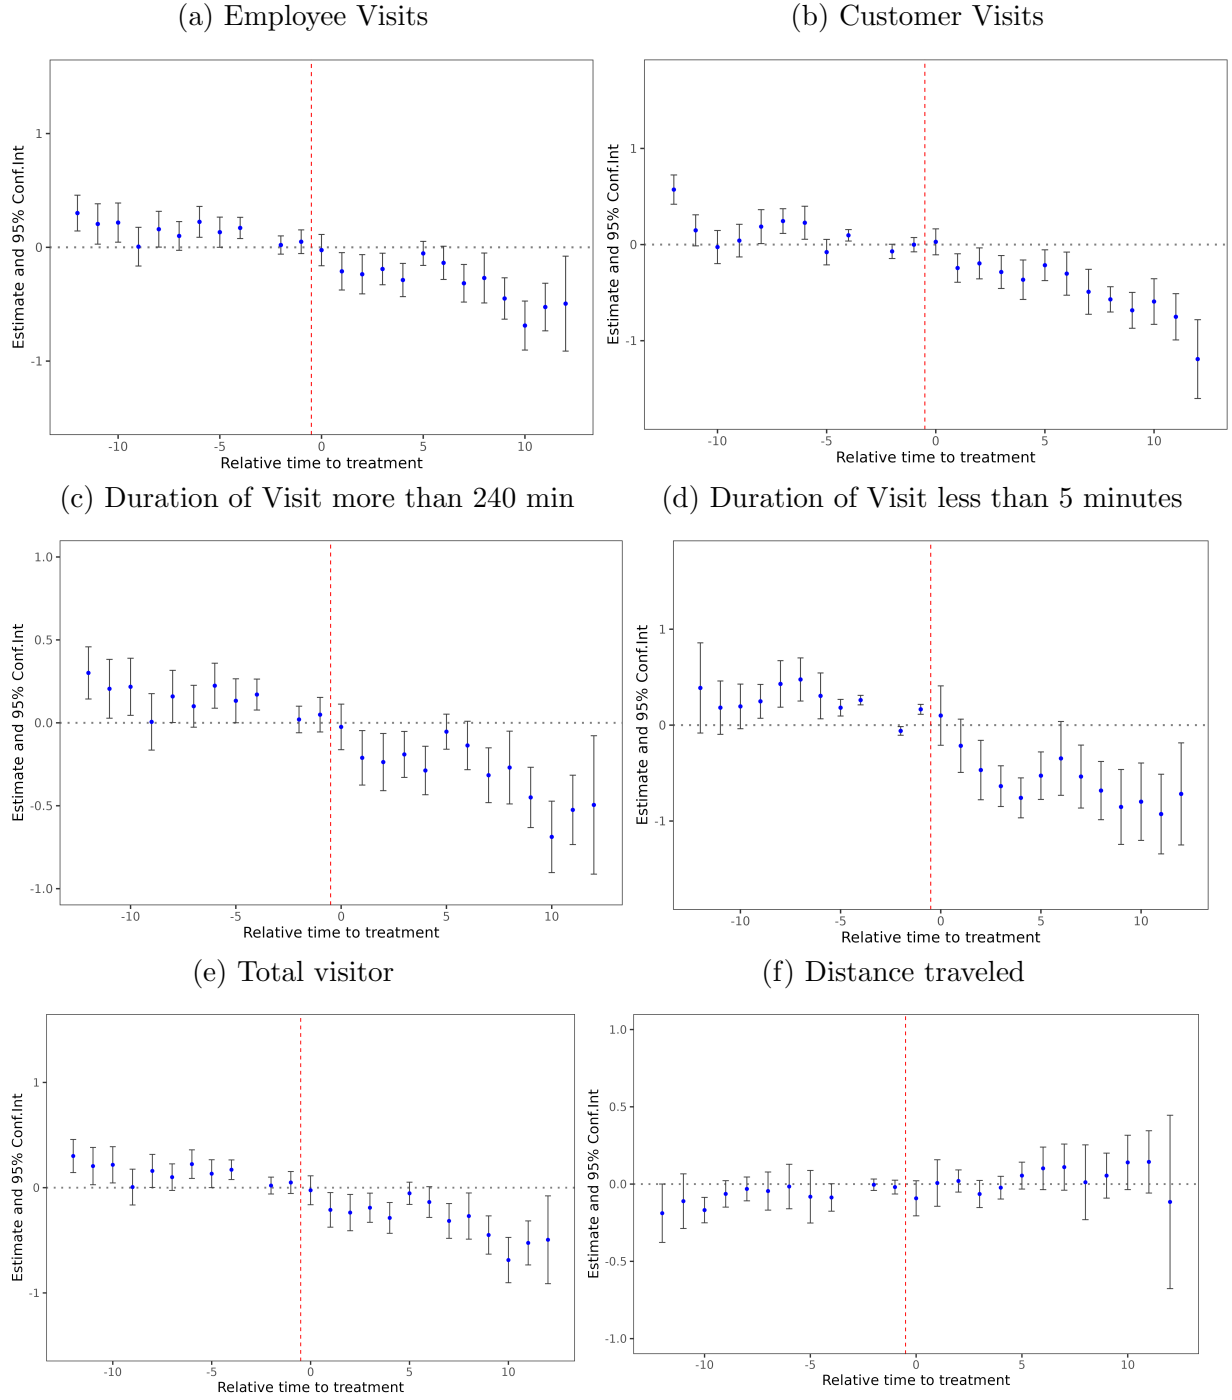 (a) Employee Visits
(b) Customer Visits
Estimate and 95% Conf.Int
1
0
-1
-10
-5
0
5
10
Relative time to treatment
Estimate and 95% Conf.Int
1
0
-1
-10
-5
0
5
10
Relative time to treatment
(c) Duration of Visit more than 240 min
(d) Duration of Visit less than 5 minutes
Estimate and 95% Conf.Int
1.0
0.5
0.0
-0.5
-1.0
-10
-5
0
5
10
Relative time to treatment
Estimate and 95% Conf.Int
1
0
-1
-10
-5
0
5
10
Relative time to treatment
(e) Total visitor
(f) Distance traveled
Estimate and 95% Conf.Int
1
0
-1
-10
-5
0
5
10
Relative time to treatment
Estimate and 95% Conf.Int
1.0
0.5
0.0
-0.5
-1.0
-10
-5
0
5
10
Relative time to treatment